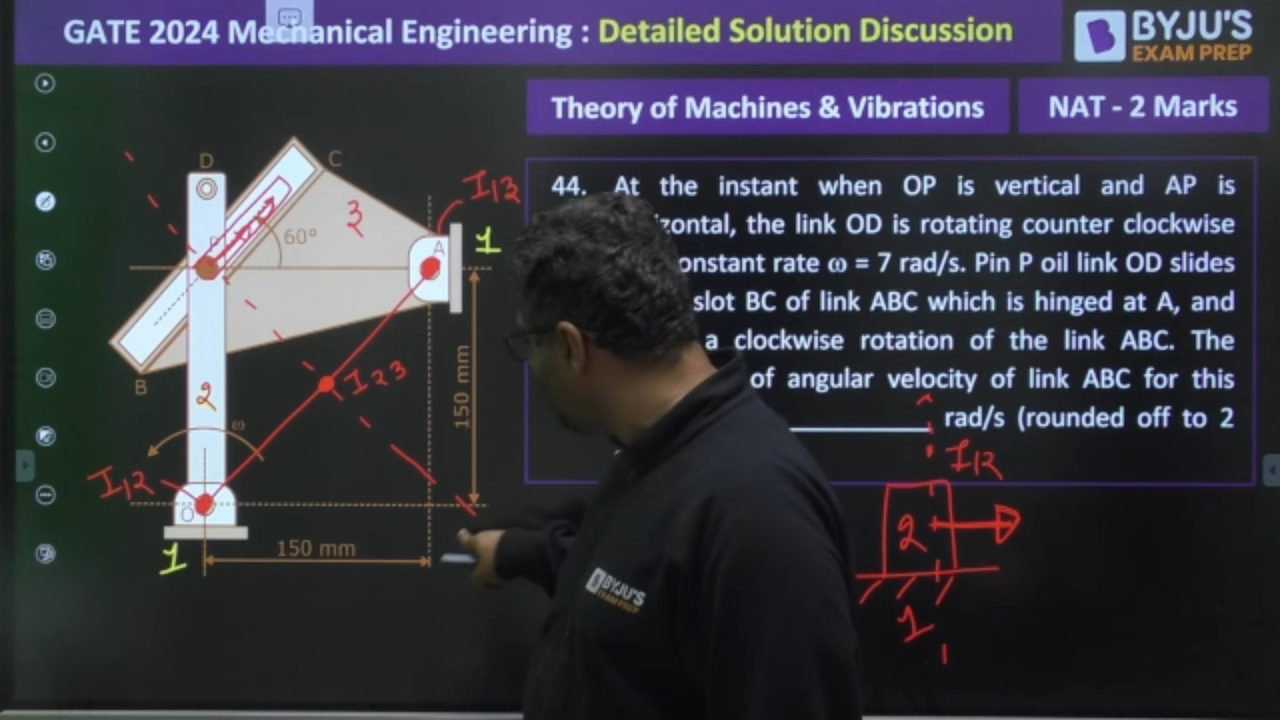 GATE 2024 Mechanical Engineering : Detailed Solution Discussion
BYJU'S
EXAM PREP
Theory of Machines & Vibrations
NAT - 2 Marks
44. At the instant when OP is vertical and AP is
zontal, the link OD is rotating counter clockwise
onstant rate ω = 7 rad/s. Pin P oil link OD slides
slot BC of link ABC which is hinged at A, and
a clockwise rotation of the link ABC. The
of angular velocity of link ABC for this
rad/s (rounded off to 2
D
C
I13
3
1
60°
A
P
B
2
I23
150 mm
ω
I12
O
1
150 mm
I12
2
1
BYJU'S
EXAM PREP